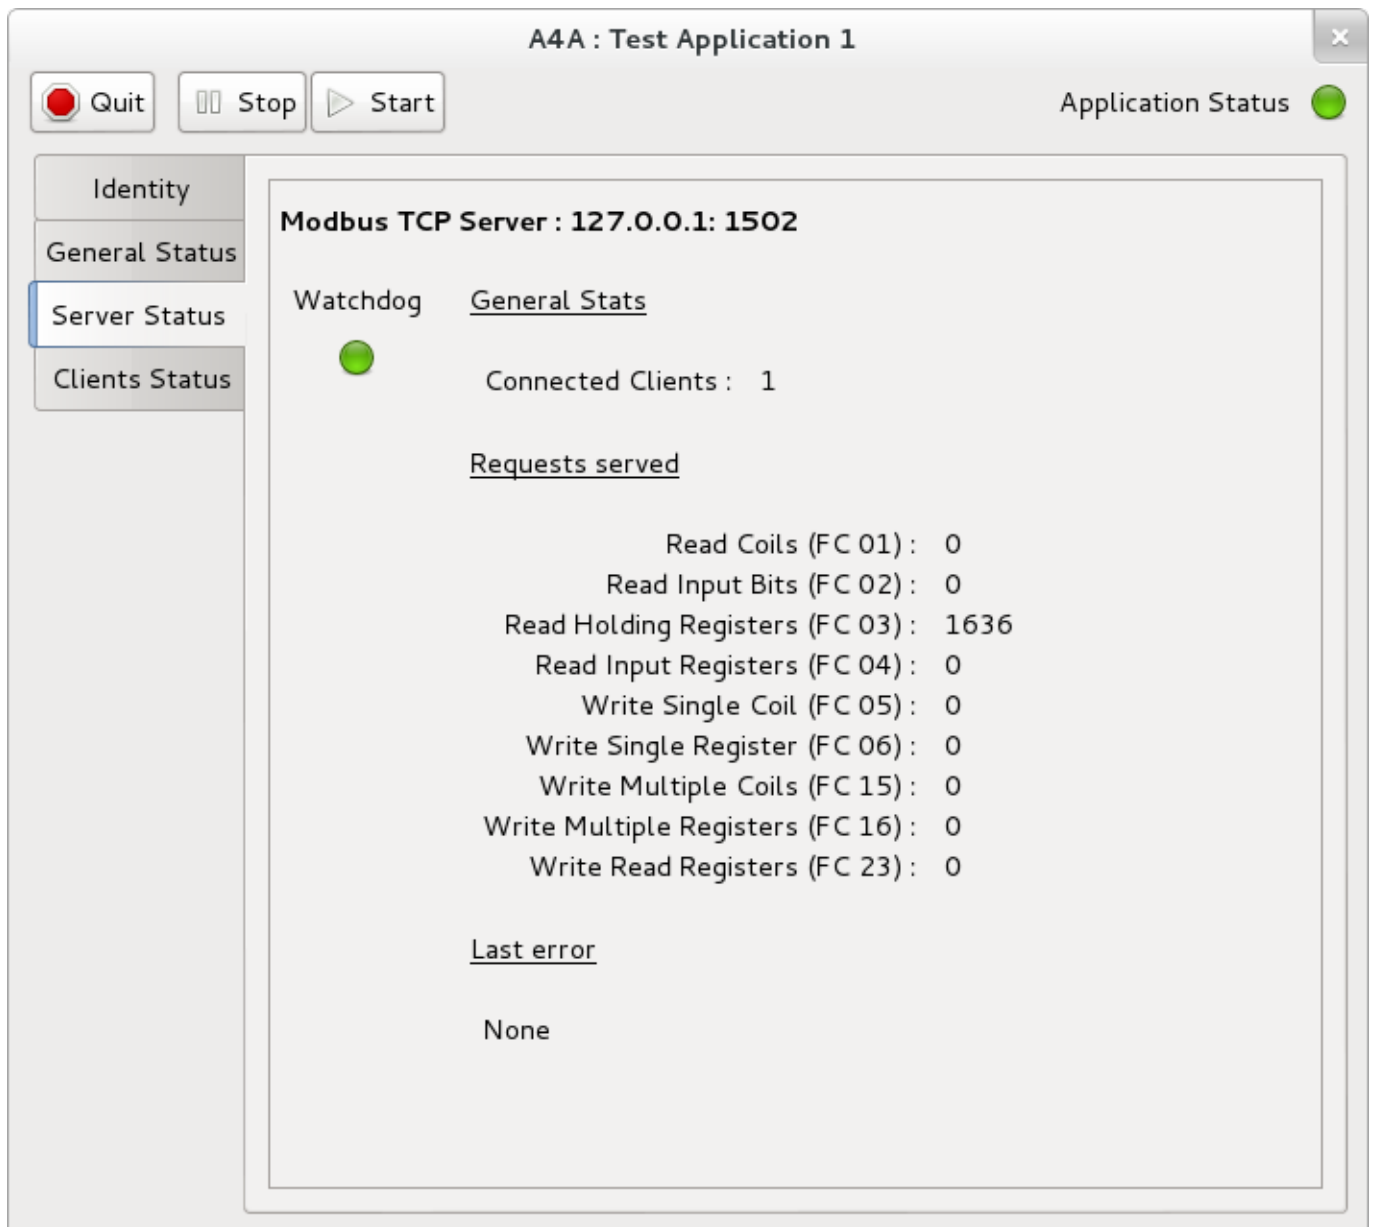 A4A : Test Application 1
Quit Stop Start Application Status
Identity
General Status
Server Status
Clients Status
Modbus TCP Server : 127.0.0.1: 1502
Watchdog General Stats
Connected Clients : 1
Requests served
Read Coils (FC 01) : 0
Read Input Bits (FC 02) : 0
Read Holding Registers (FC 03) : 1636
Read Input Registers (FC 04) : 0
Write Single Coil (FC 05) : 0
Write Single Register (FC 06) : 0
Write Multiple Coils (FC 15) : 0
Write Multiple Registers (FC 16) : 0
Write Read Registers (FC 23) : 0
Last error
None